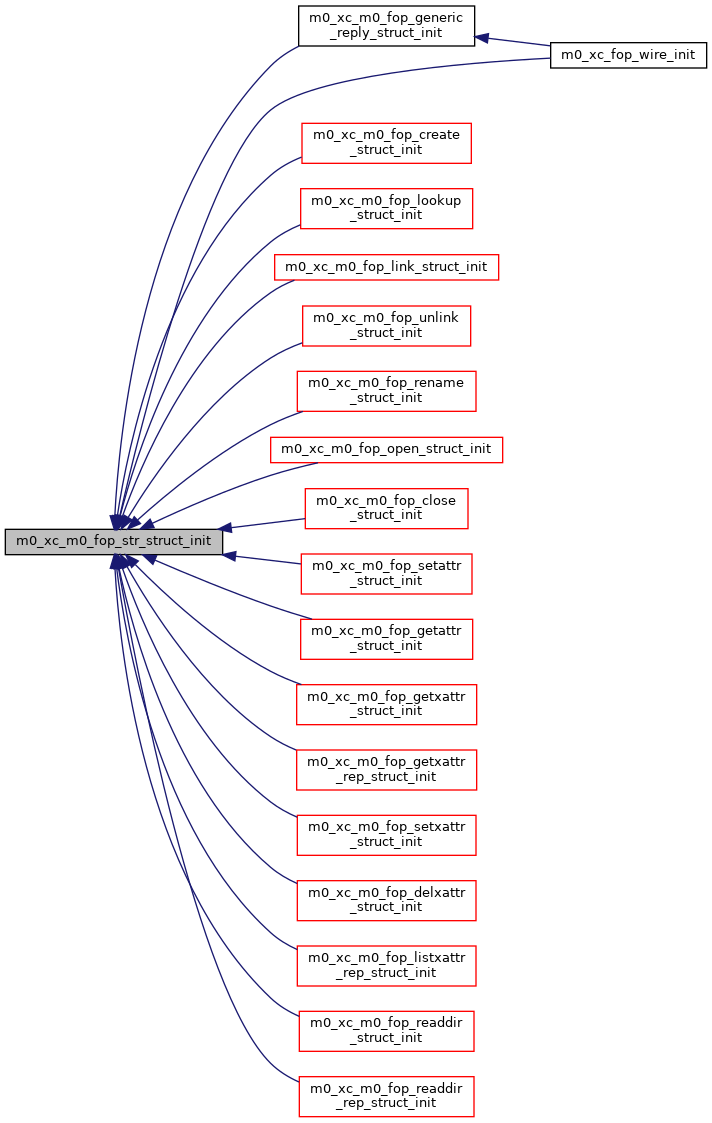 m0_xc_m0_fop_generic
_reply_struct_init
m0_xc_fop_wire_init
m0_xc_m0_fop_create
_struct_init
m0_xc_m0_fop_lookup
_struct_init
m0_xc_m0_fop_link_struct_init
m0_xc_m0_fop_unlink
_struct_init
m0_xc_m0_fop_rename
_struct_init
m0_xc_m0_fop_open_struct_init
m0_xc_m0_fop_close
_struct_init
m0_xc_m0_fop_str_struct_init
m0_xc_m0_fop_setattr
_struct_init
m0_xc_m0_fop_getattr
_struct_init
m0_xc_m0_fop_getxattr
_struct_init
m0_xc_m0_fop_getxattr
_rep_struct_init
m0_xc_m0_fop_setxattr
_struct_init
m0_xc_m0_fop_delxattr
_struct_init
m0_xc_m0_fop_listxattr
_rep_struct_init
m0_xc_m0_fop_readdir
_struct_init
m0_xc_m0_fop_readdir
_rep_struct_init